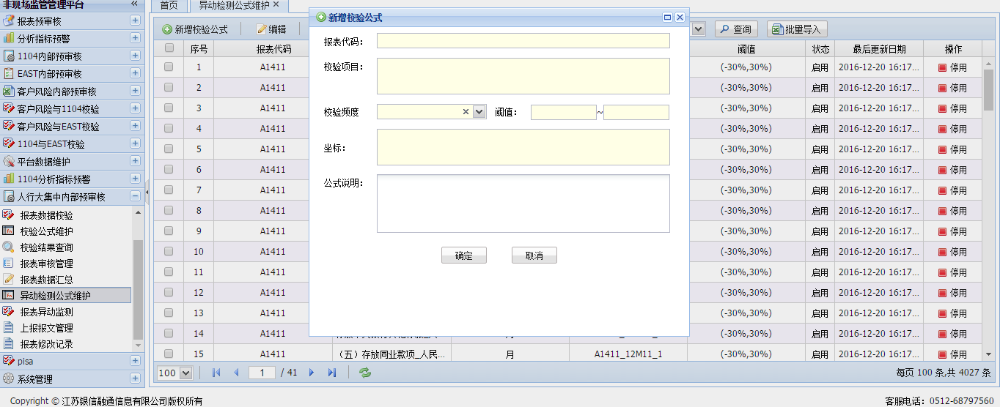 非现场监管管理平台
首页 异动检测公式维护
报表预审核
分析指标预警
1104内部预审核
EAST内部预审核
客户风险内部预审核
客户风险与1104校验
客户风险与EAST校验
1104与EAST校验
平台数据维护
1104分析指标预警
人行大集中内部预审核
报表数据校验
校验公式维护
校验结果查询
报表审核管理
报表数据汇总
异动检测公式维护
报表异动监测
上报报文管理
报表修改记录
pisa
系统管理
新增校验公式 编辑 查询 批量导入
序号 报表代码 阈值 状态 最后更新日期 操作
1 A1411 (-30%,30%) 启用 2016-12-20 16:17... 停用
2 A1411 (-30%,30%) 启用 2016-12-20 16:17... 停用
3 A1411 (-30%,30%) 启用 2016-12-20 16:17... 停用
4 A1411 (-30%,30%) 启用 2016-12-20 16:17... 停用
5 A1411 (-30%,30%) 启用 2016-12-20 16:17... 停用
6 A1411 (-30%,30%) 启用 2016-12-20 16:17... 停用
7 A1411 (-30%,30%) 启用 2016-12-20 16:17... 停用
8 A1411 (-30%,30%) 启用 2016-12-20 16:17... 停用
9 A1411 (-30%,30%) 启用 2016-12-20 16:17... 停用
10 A1411 (-30%,30%) 启用 2016-12-20 16:17... 停用
11 A1411 (-30%,30%) 启用 2016-12-20 16:17... 停用
12 A1411 (-30%,30%) 启用 2016-12-20 16:17... 停用
13 A1411 (-30%,30%) 启用 2016-12-20 16:17... 停用
14 A1411 (-30%,30%) 启用 2016-12-20 16:17... 停用
15 A1411 （五）存放同业款项_人民... 月 A1411_12M11_1 (-30%,30%) 启用 2016-12-20 16:17... 停用
新增校验公式
报表代码：
校验项目：
校验频度 阈值： ~
坐标：
公式说明：
确定 取消
100 1 / 41 每页 100 条,共 4027 条
Copyright © 江苏银信融通信息有限公司版权所有 客服电话：0512-68797560